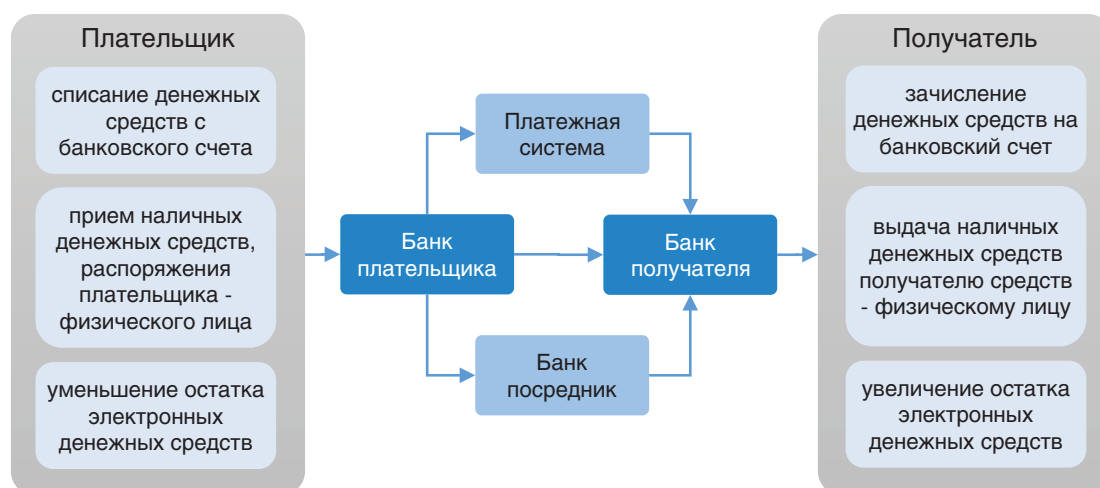 Плательщик
списание денежных
средств с
банковского счета
прием наличных
денежных средств,
распоряжения
плательщика -
физического лица
уменьшение остатка
электронных
денежных средств
Банк
плательщика
Платежная
система
Банк
посредник
Банк
получателя
Получатель
зачисление
денежных средств на
банковский счет
выдача наличных
денежных средств
получателю средств
- физическому лицу
увеличение остатка
электронных
денежных средств